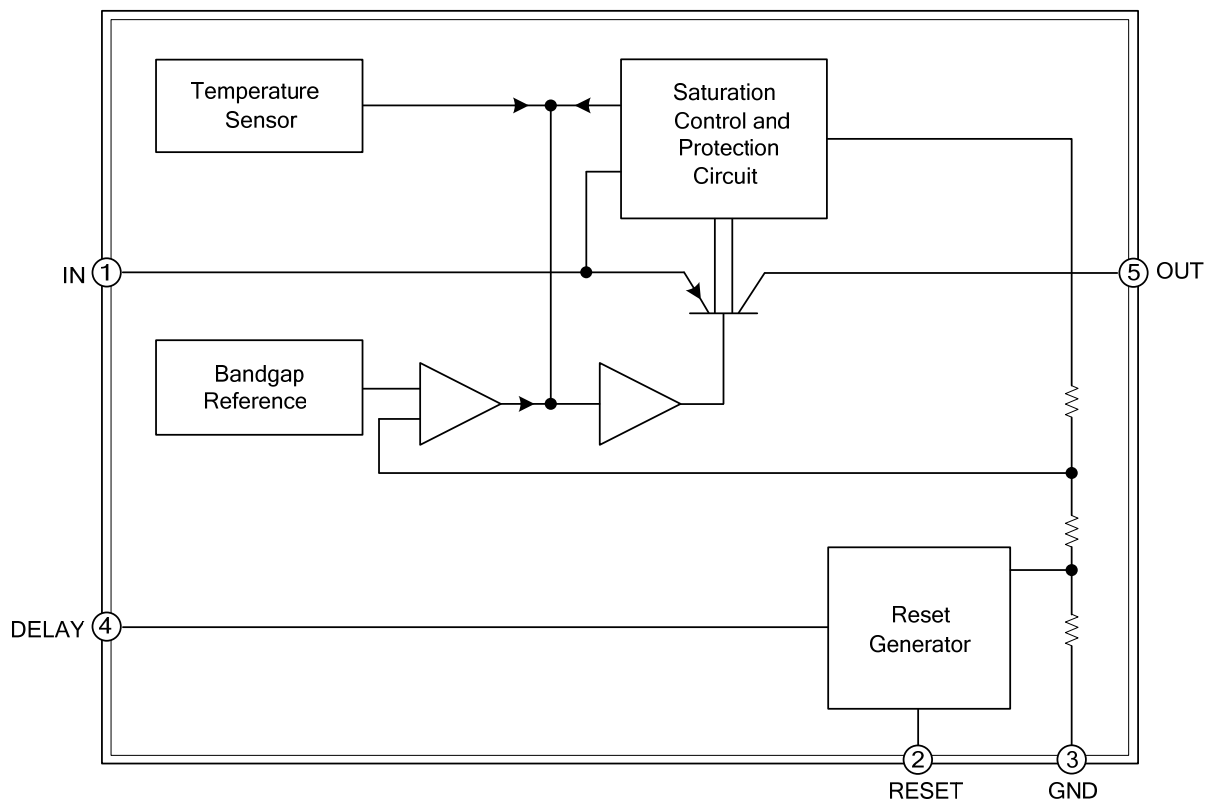 Temperature
Sensor
Saturation
Control and
Protection
Circuit
IN
1
5
OUT
Bandgap
Reference
DELAY
4
Reset
Generator
2
3
RESET
GND